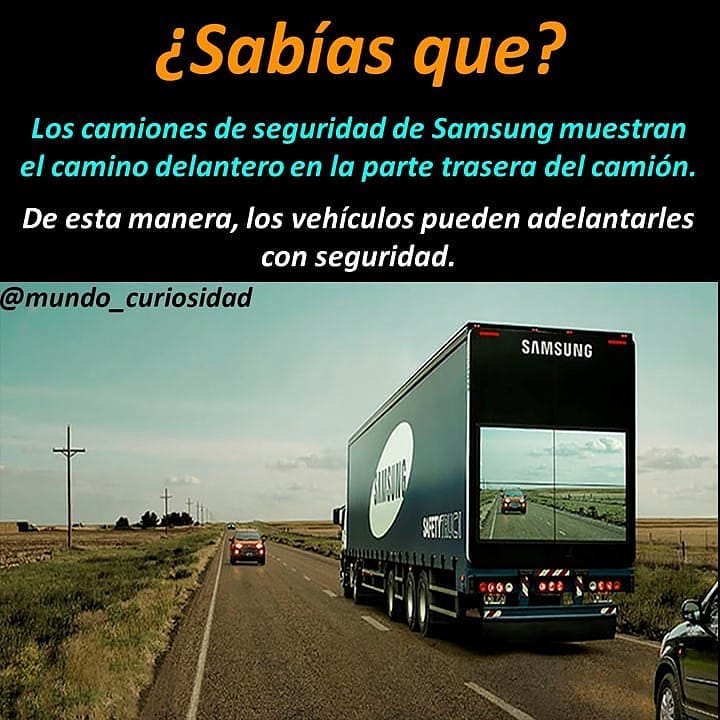 ¿Sabías que?
Los camiones de seguridad de Samsung muestran
el camino delantero en la parte trasera del camión.
De esta manera, los vehículos pueden adelantarles
con seguridad.
@mundo_curiosidad
SAMSUNG
SAMSUNG
SAFETYTRUCK